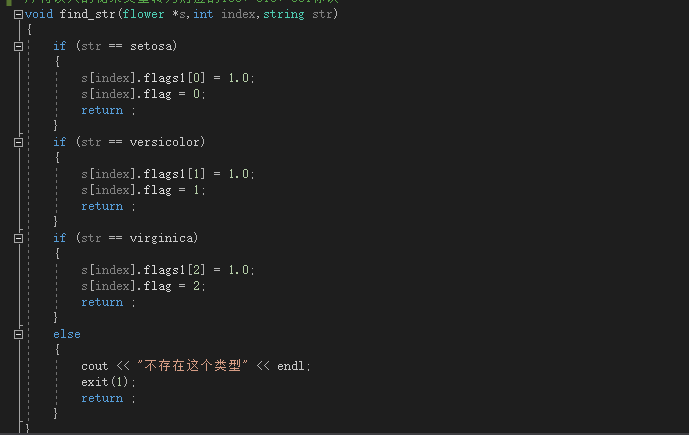 void find_str(flower *s,int index,string str)
{
if (str == setosa)
{
s[index].flags1[0] = 1.0;
s[index].flag = 0;
return ;
}
if (str == versicolor)
{
s[index].flags1[1] = 1.0;
s[index].flag = 1;
return ;
}
if (str == virginica)
{
s[index].flags1[2] = 1.0;
s[index].flag = 2;
return ;
}
else
{
cout << "不存在这个类型" << endl;
exit(1);
return ;
}
}